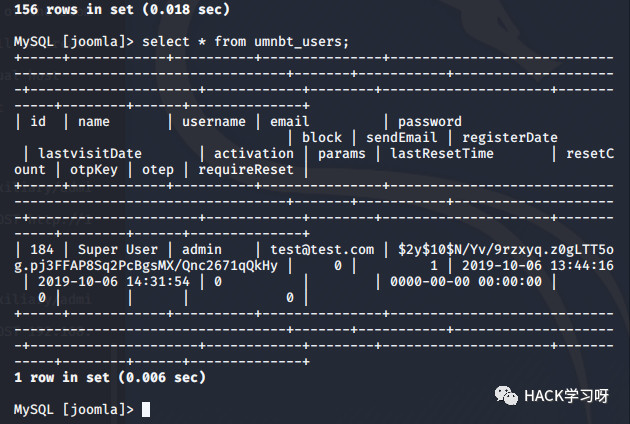 156 rows in set (0.018 sec)
MySQL [joomla]> select * from umnbt_users;
+-----+------------+----------+---------------+----------------------------
----------------------------------+-------+-----------+---------------------
-+---------------------+------------+--------+---------------------+--------
-----+--------+------+--------------+
| id | name | username | email | password
| block | sendEmail | registerDate
| lastvisitDate | activation | params | lastResetTime | resetC
ount | otpKey | otep | requireReset |
+-----+------------+----------+---------------+----------------------------
----------------------------------+-------+-----------+---------------------
-+---------------------+------------+--------+---------------------+--------
-----+--------+------+--------------+
| 184 | Super User | admin | test@test.com | $2y$10$N/Yv/9rzxyq.z0gLTT5o
g.pj3FFAP8Sq2PcBgsMX/Qnc2671qQkHy | 0 | 1 | 2019-10-06 13:44:16
| 2019-10-06 14:31:54 | 0 | | 0000-00-00 00:00:00 |
0 | | | 0 |
+-----+------------+----------+---------------+----------------------------
----------------------------------+-------+-----------+---------------------
-+---------------------+------------+--------+---------------------+--------
-----+--------+------+--------------+
1 row in set (0.006 sec)
MySQL [joomla]>
HACK学习呀